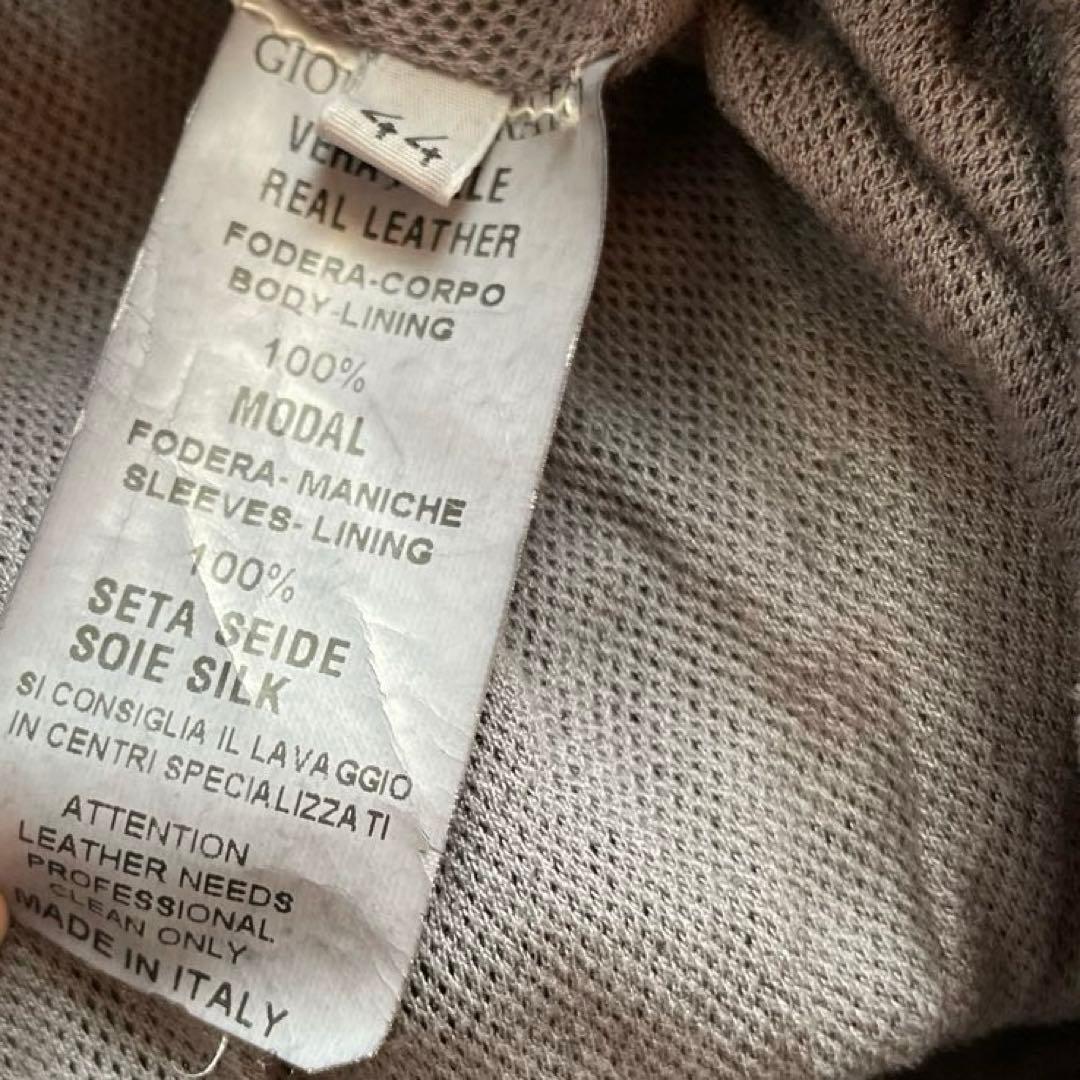 44
REAL LEATHER
FODERA-CORPO
BODY-LINING
100%
MODAL
FODERA- MANICHE
SLEEVES- LINING
100%
SETA SEIDE
SOIE SILK
SI CONSIGLIA IL LAVAGGIO
IN CENTRI SPECIALIZZATI
ATTENTION
LEATHER NEEDS
PROFESSIONAL
CLEAN ONLY
MADE IN ITALY